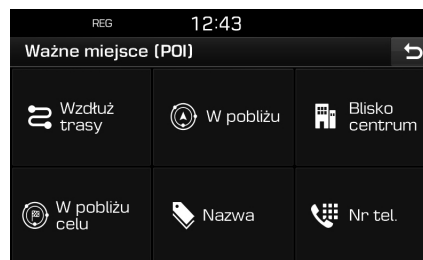 REG 12:43
Ważne miejsce (POI)
Wzdłuż
trasy
W pobliżu
Blisko
centrum
W pobliżu
celu
Nazwa
Nr tel.